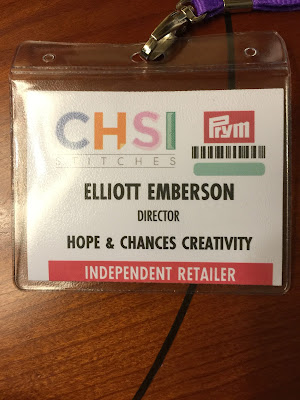 CHSI
STITCHES
Prym
ELLIOTT EMBERSON
DIRECTOR
HOPE & CHANCES CREATIVITY
INDEPENDENT RETAILER